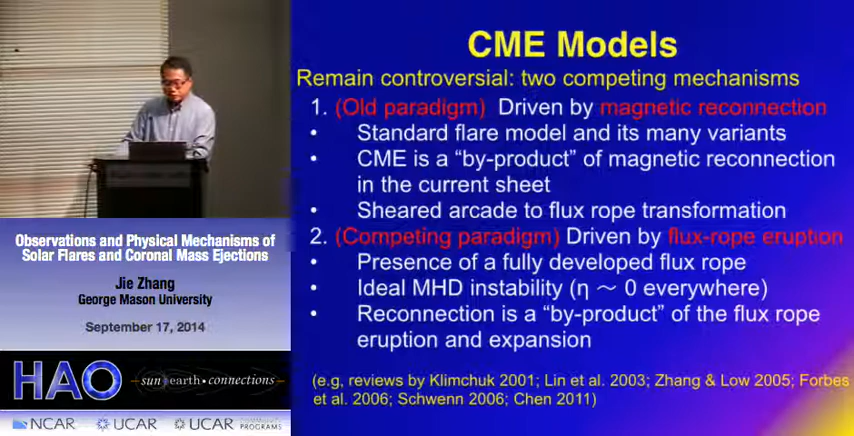 CME Models
Remain controversial: two competing mechanisms
1. (Old paradigm) Driven by magnetic reconnection
• Standard flare model and its many variants
• CME is a “by-product” of magnetic reconnection
in the current sheet
• Sheared arcade to flux rope transformation
2. (Competing paradigm) Driven by flux-rope eruption
• Presence of a fully developed flux rope
• Ideal MHD instability (η ~ 0 everywhere)
• Reconnection is a “by-product” of the flux rope
eruption and expansion
(e.g, reviews by Klimchuk 2001; Lin et al. 2003; Zhang & Low 2005; Forbes
et al. 2006; Schwenn 2006; Chen 2011)
Observations and Physical Mechanisms of
Solar Flares and Coronal Mass Ejections
Jie Zhang
George Mason University
September 17, 2014
HAO
sun earth • connections
NCAR UCAR UCAR COMMUNITY PROGRAMS